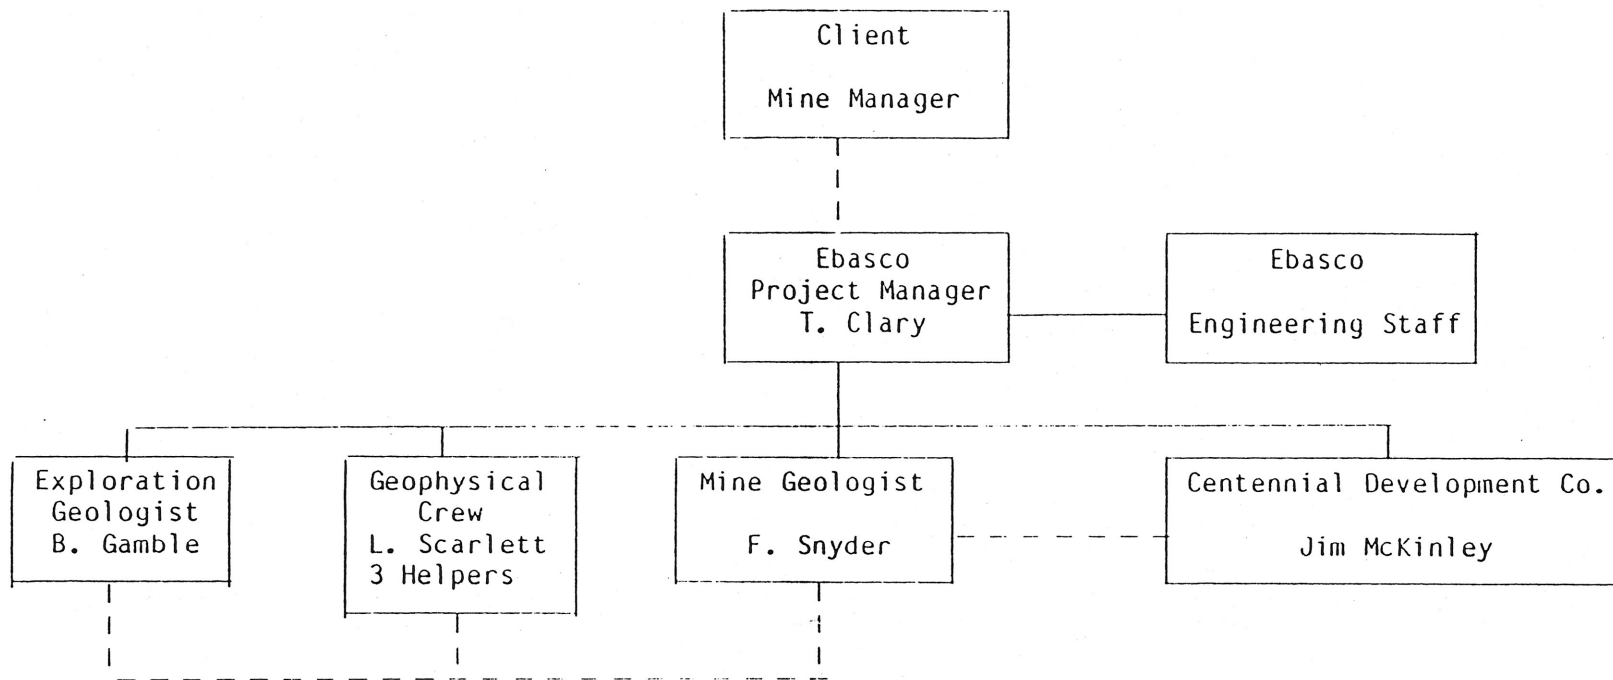 Client
Mine Manager
Ebasco
Project Manager
T. Clary
Ebasco
Engineering Staff
Exploration
Geologist
B. Gamble
Geophysical
Crew
L. Scarlett
3 Helpers
Mine Geologist
F. Snyder
Centennial Development Co.
Jim McKinley